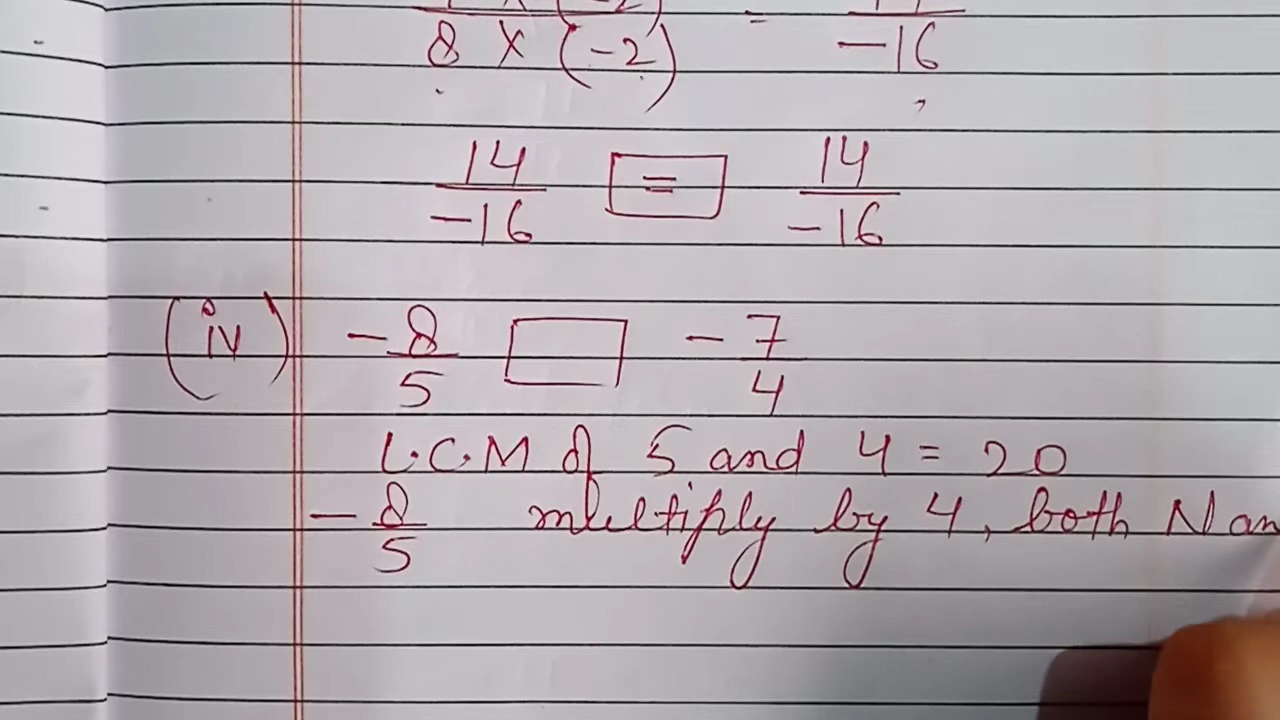 8 × (-2) = -16
14/-16 = 14/-16
(iv) -8/5 □ -7/4
L.C.M of 5 and 4 = 20
-8/5 multiply by 4, both N an